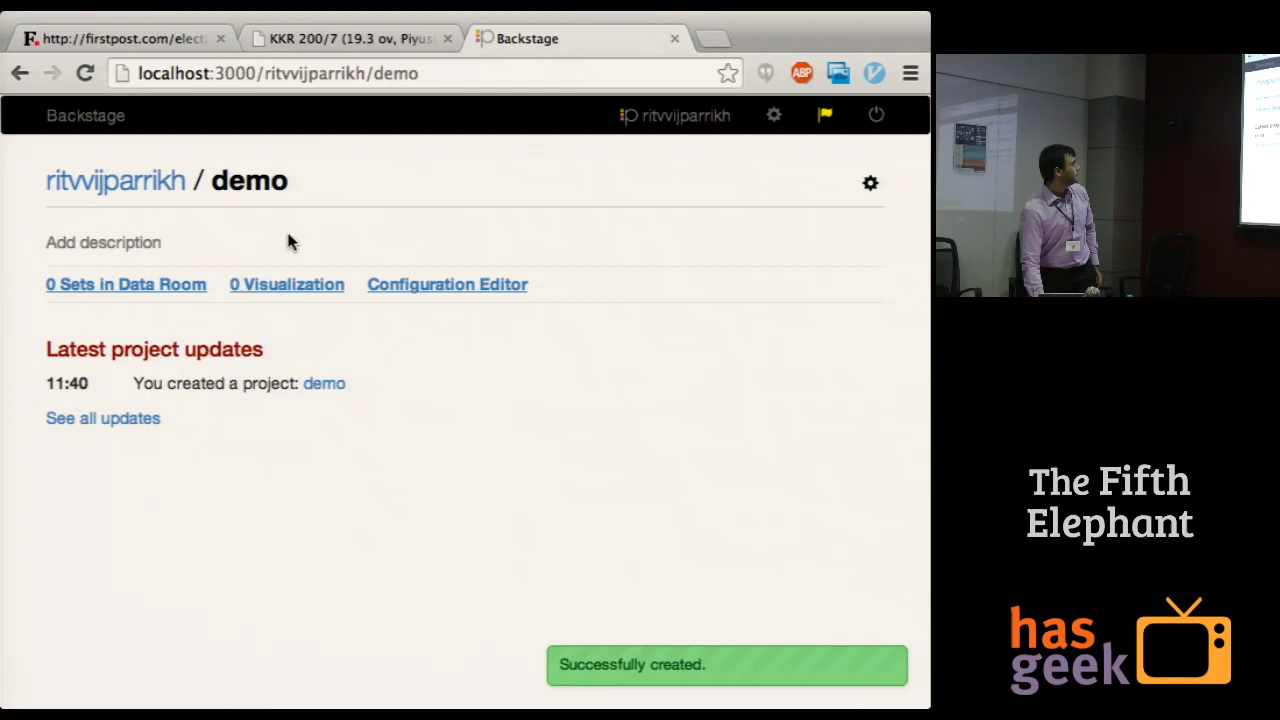 http://firstpost.com/elect
KKR 200/7 (19.3 ov, Piyus
Backstage
localhost:3000/ritvvijparrikh/demo
ABP
Backstage
ritvvijparrikh
ritvvijparrikh / demo
Add description
0 Sets in Data Room
0 Visualization
Configuration Editor
Latest project updates
11:40 You created a project: demo
See all updates
Successfully created.
The Fifth
Elephant
has
geek